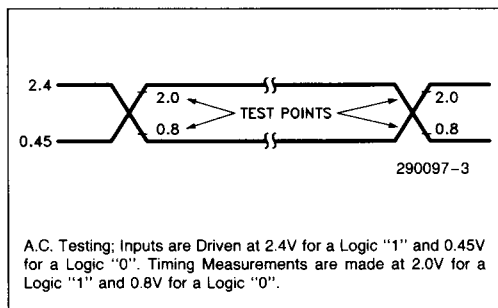 2.4
2.0
2.0
TEST POINTS
0.45
0.8
0.8
290097-3
A.C. Testing; Inputs are Driven at 2.4V for a Logic "1" and 0.45V
for a Logic "0". Timing Measurements are made at 2.0V for a
Logic "1" and 0.8V for a Logic "0".